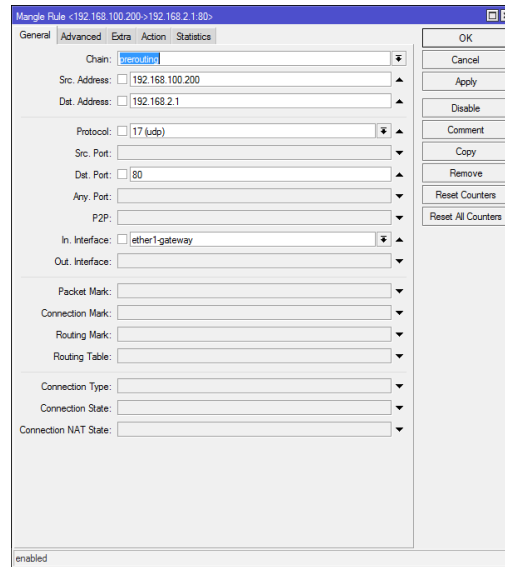 Mangle Rule <192.168.100.200->192.168.2.1:80>
General Advanced Extra Action Statistics
Chain: prerouting
Src. Address: 192.168.100.200
Dst. Address: 192.168.2.1
Protocol: 17 (udp)
Src. Port:
Dst. Port: 80
Any. Port:
P2P:
In. Interface: ether1-gateway
Out. Interface:
Packet Mark:
Connection Mark:
Routing Mark:
Routing Table:
Connection Type:
Connection State:
Connection NAT State:
OK
Cancel
Apply
Disable
Comment
Copy
Remove
Reset Counters
Reset All Counters
enabled